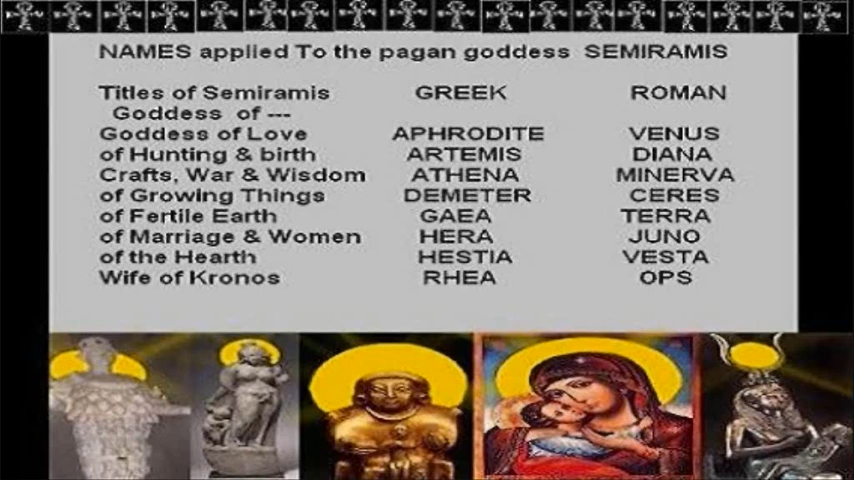 NAMES applied To the pagan goddess SEMIRAMIS
Titles of Semiramis GREEK ROMAN
Goddess of ---
Goddess of Love APHRODITE VENUS
of Hunting & birth ARTEMIS DIANA
Crafts, War & Wisdom ATHENA MINERVA
of Growing Things DEMETER CERES
of Fertile Earth GAEA TERRA
of Marriage & Women HERA JUNO
of the Hearth HESTIA VESTA
Wife of Kronos RHEA OPS